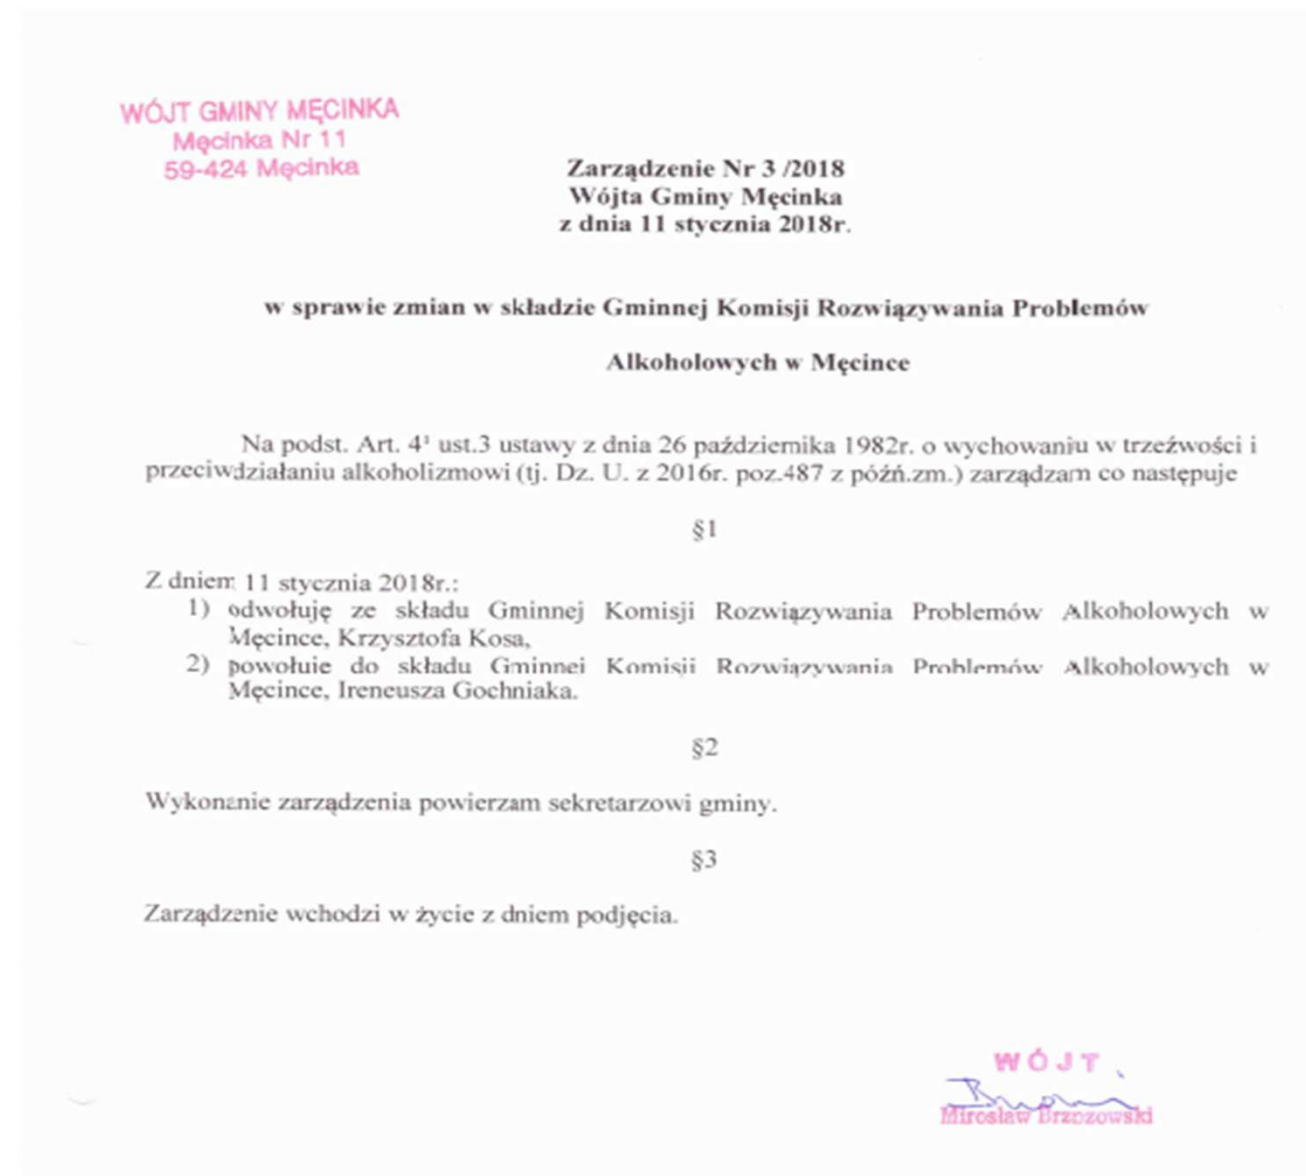 WÓJT GMINY MĘCINKA
Męcinka Nr 11
59-424 Męcinka
Zarządzenie Nr 3 /2018
Wójta Gminy Męcinka
z dnia 11 stycznia 2018r.
w sprawie zmian w składzie Gminnej Komisji Rozwiązywania Problemów
Alkoholowych w Męcince
Na podst. Art. 4¹ ust.3 ustawy z dnia 26 października 1982r. o wychowaniu w trzeźwości i
przeciwdziałaniu alkoholizmowi (tj. Dz. U. z 2016r. poz.487 z późń.zm.) zarządzam co następuje
§1
Z dniem 11 stycznia 2018r.:
1) odwołuję ze składu Gminnej Komisji Rozwiązywania Problemów Alkoholowych w
Męcince, Krzysztofa Kosa,
2) powołuje do składu Gminnej Komisji Rozwiązywania Problemów Alkoholowych w
Męcince, Ireneusza Gochniaka.
§2
Wykonanie zarządzenia powierzam sekretarzowi gminy.
§3
Zarządzenie wchodzi w życie z dniem podjęcia.
WÓJT
Mirosław Brzozowski